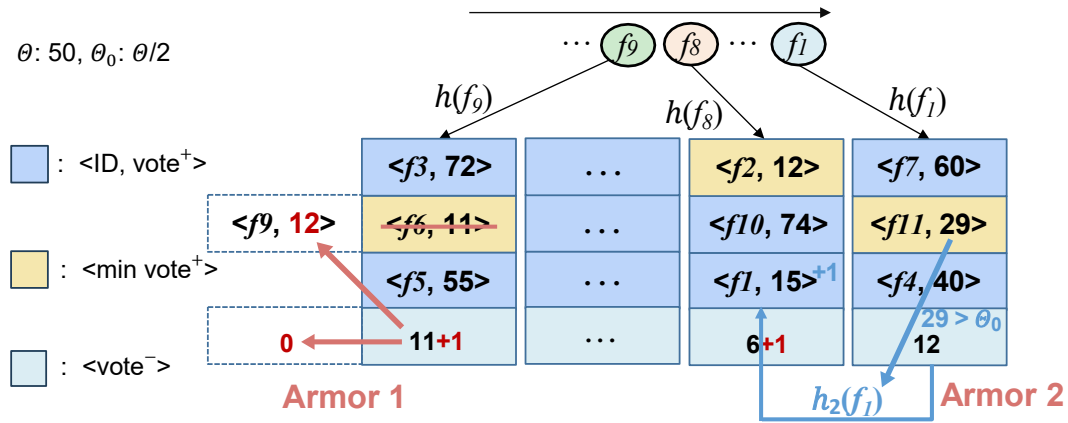 Θ: 50, Θ₀: Θ/2
··· f9 f8 ··· f1
h(f₉) h(f₈) h(f₁)
: <ID, vote⁺>
: <min vote⁺>
: <vote⁻>
<f3, 72> ... <f2, 12> <f7, 60>
<f9, 12> <f6, 11> ... <f10, 74> <f11, 29>
<f5, 55> ... <f1, 15>+1 <f4, 40>
29 > Θ₀
0 11+1 ... 6+1 12
Armor 1 h₂(f₁) Armor 2